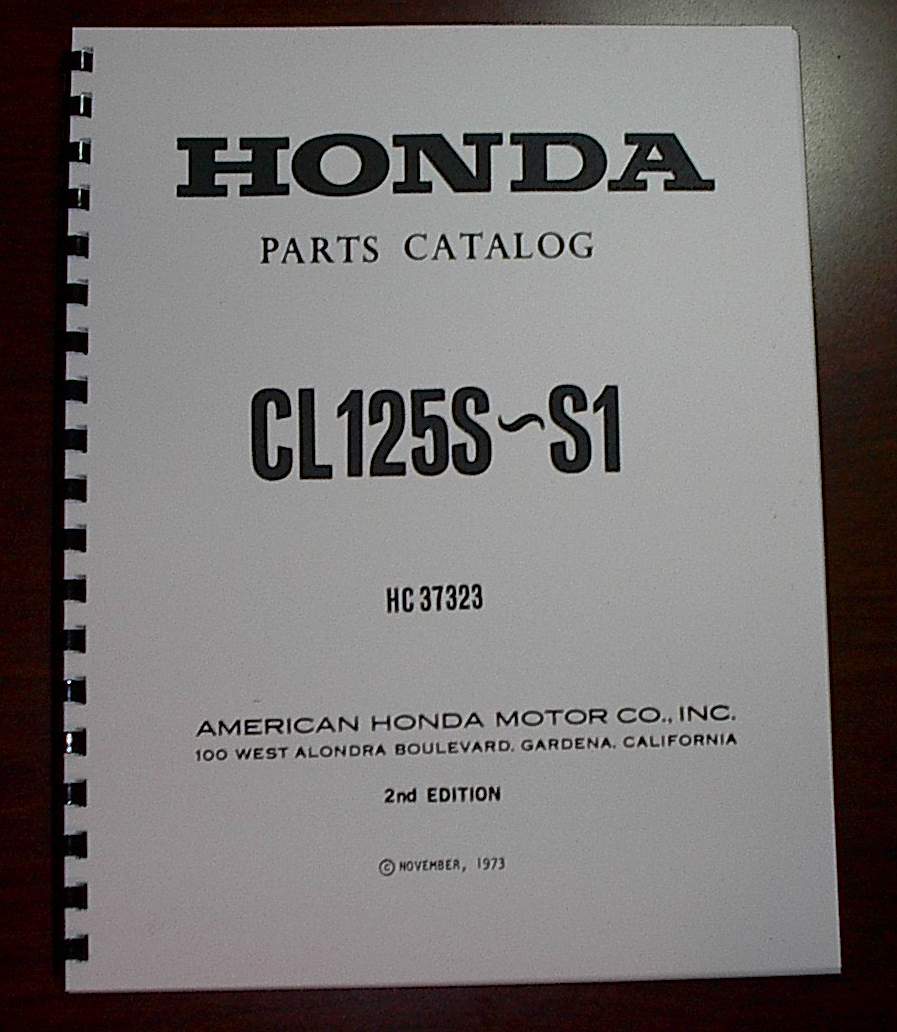 HONDA
PARTS CATALOG
CL125S~S1
HC 37323
AMERICAN HONDA MOTOR CO., INC.
100 WEST ALONDRA BOULEVARD, GARDENA, CALIFORNIA
2nd EDITION
© NOVEMBER, 1973